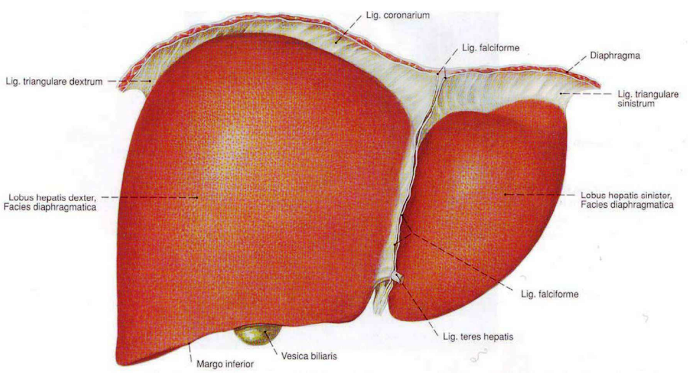 Lig. coronarium
Lig. falciforme
Diaphragma
Lig. triangulare dextrum
Lig. triangulare
sinistrum
Lobus hepatis dexter,
Facies diaphragmatica
Lobus hepatis sinister,
Facies diaphragmatica
Lig. falciforme
Lig. teres hepatis
Vesica biliaris
Margo inferior